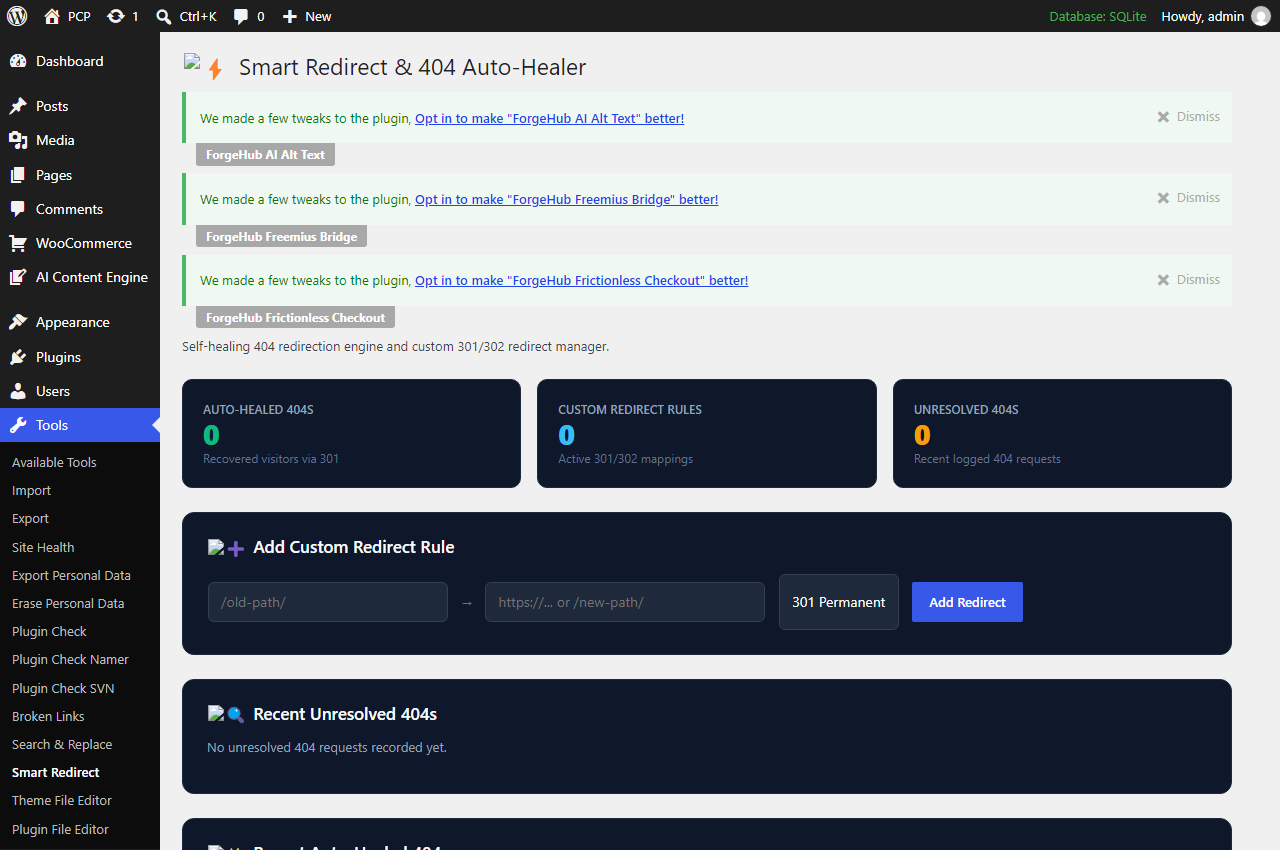 PCP
1
Ctrl+K
0
New
Database: SQLite
Howdy, admin
Dashboard
Posts
Media
Pages
Comments
WooCommerce
AI Content Engine
Appearance
Plugins
Users
Tools
Available Tools
Import
Export
Site Health
Export Personal Data
Erase Personal Data
Plugin Check
Plugin Check Namer
Plugin Check SVN
Broken Links
Search & Replace
Smart Redirect
Theme File Editor
Plugin File Editor
Smart Redirect & 404 Auto-Healer
We made a few tweaks to the plugin, Opt in to make "ForgeHub AI Alt Text" better!
Dismiss
ForgeHub AI Alt Text
We made a few tweaks to the plugin, Opt in to make "ForgeHub Freemius Bridge" better!
Dismiss
ForgeHub Freemius Bridge
We made a few tweaks to the plugin, Opt in to make "ForgeHub Frictionless Checkout" better!
Dismiss
ForgeHub Frictionless Checkout
Self-healing 404 redirection engine and custom 301/302 redirect manager.
AUTO-HEALED 404S
0
Recovered visitors via 301
CUSTOM REDIRECT RULES
0
Active 301/302 mappings
UNRESOLVED 404S
0
Recent logged 404 requests
Add Custom Redirect Rule
/old-path/
→
https://... or /new-path/
301 Permanent
Add Redirect
Recent Unresolved 404s
No unresolved 404 requests recorded yet.
Recent Auto-Healed 404